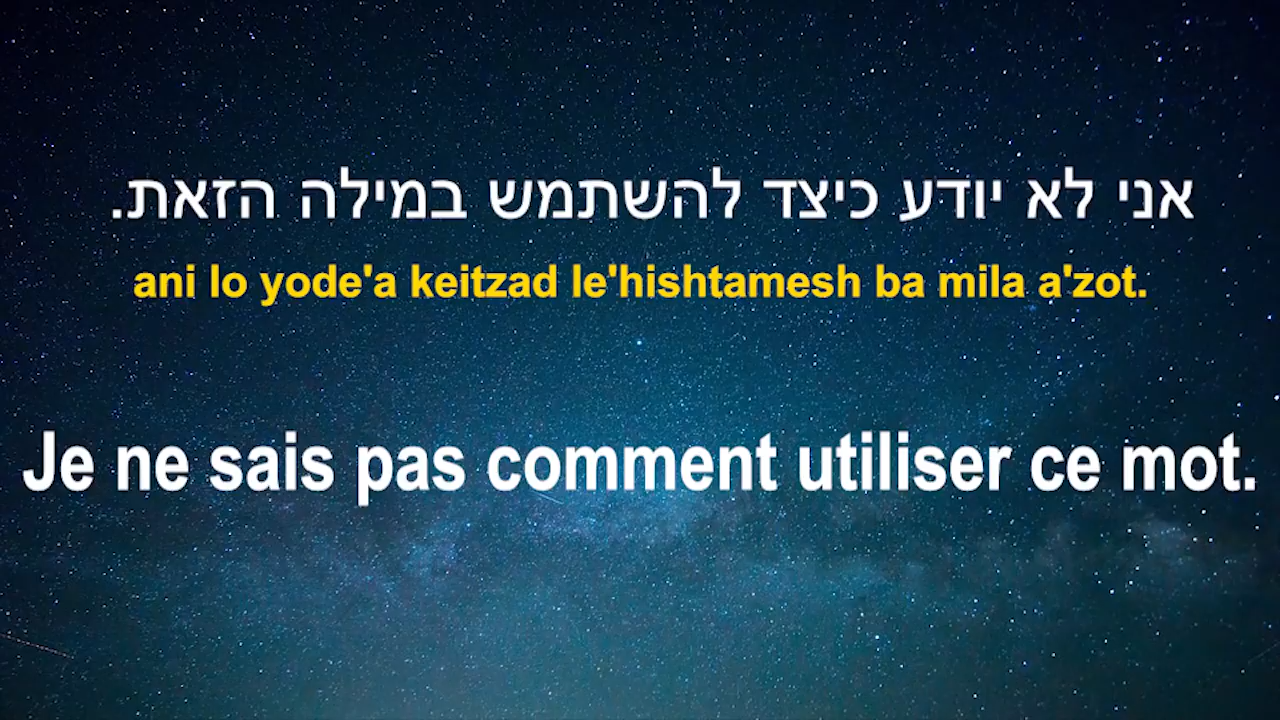 אני לא יודע כיצד להשתמש במילה הזאת.
ani lo yode'a keitzad le'hishtamesh ba mila a'zot.
Je ne sais pas comment utiliser ce mot.